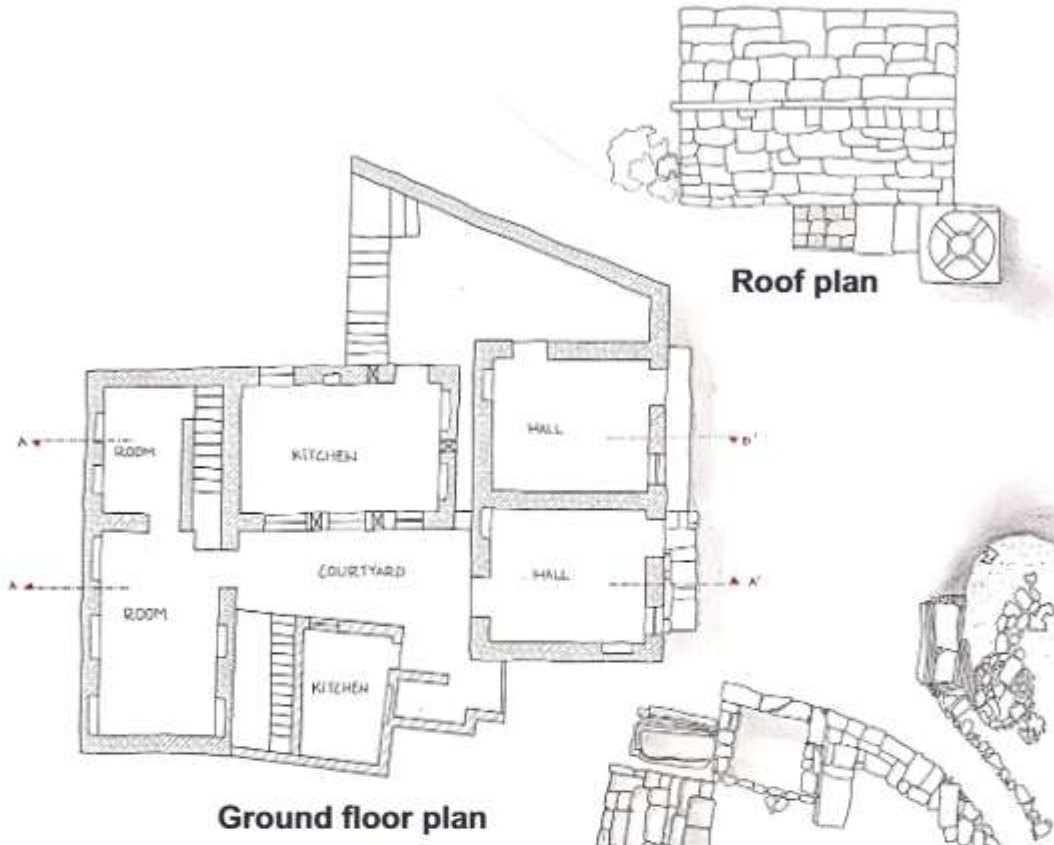 Roof plan
A
ROOM
KITCHEN
HALL
B'
A
ROOM
COURTYARD
HALL
A'
KITCHEN
Ground floor plan